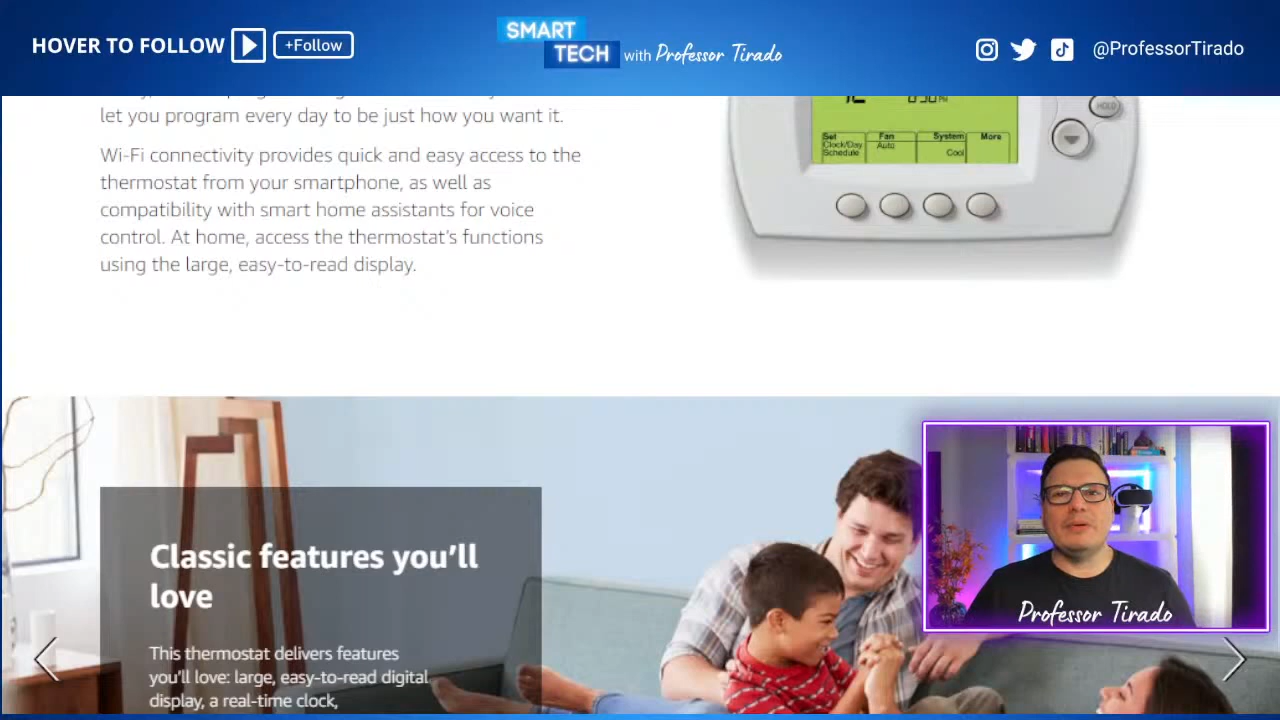 HOVER TO FOLLOW
+Follow
SMART
TECH with Professor Tirado
@ProfessorTirado
let you program every day to be just how you want it.
Wi-Fi connectivity provides quick and easy access to the
thermostat from your smartphone, as well as
compatibility with smart home assistants for voice
control. At home, access the thermostat's functions
using the large, easy-to-read display.
HOLD
Set Fan System More
Clock/Day Auto
Schedule Cool
Classic features you'll
love
This thermostat delivers features
you'll love: large, easy-to-read digital
display, a real-time clock,
Professor Tirado